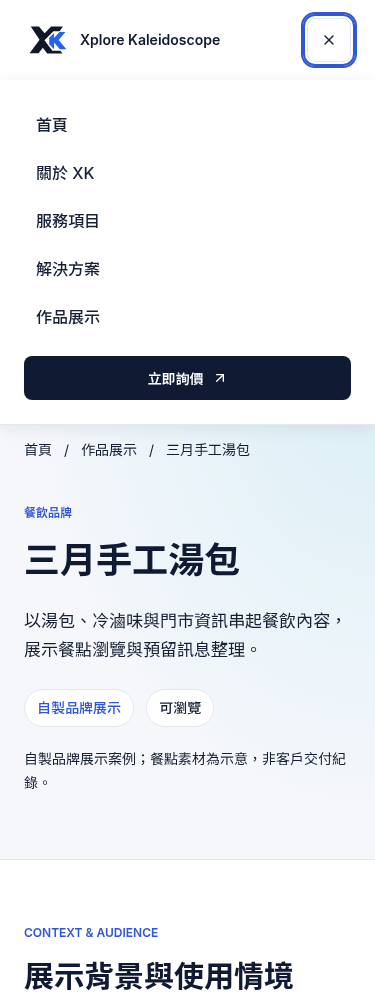 XK Xplore Kaleidoscope
首頁
關於 XK
服務項目
解決方案
作品展示
立即詢價
首頁 / 作品展示 / 三月手工湯包
餐飲品牌
三月手工湯包
以湯包、冷滷味與門市資訊串起餐飲內容，
展示餐點瀏覽與預留訊息整理。
自製品牌展示 可瀏覽
自製品牌展示案例；餐點素材為示意，非客戶交付紀
錄。
CONTEXT & AUDIENCE
展示背景與使用情境